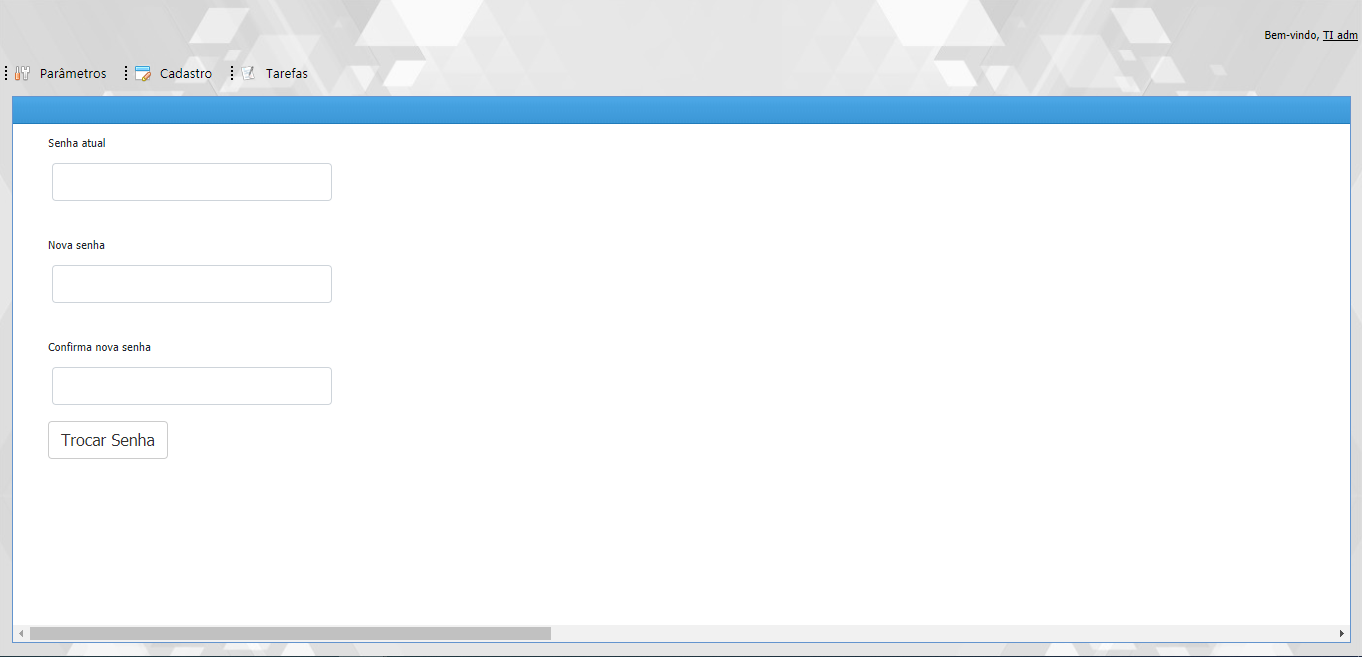 Bem-vindo, TI adm
Parâmetros Cadastro Tarefas
Senha atual
Nova senha
Confirma nova senha
Trocar Senha